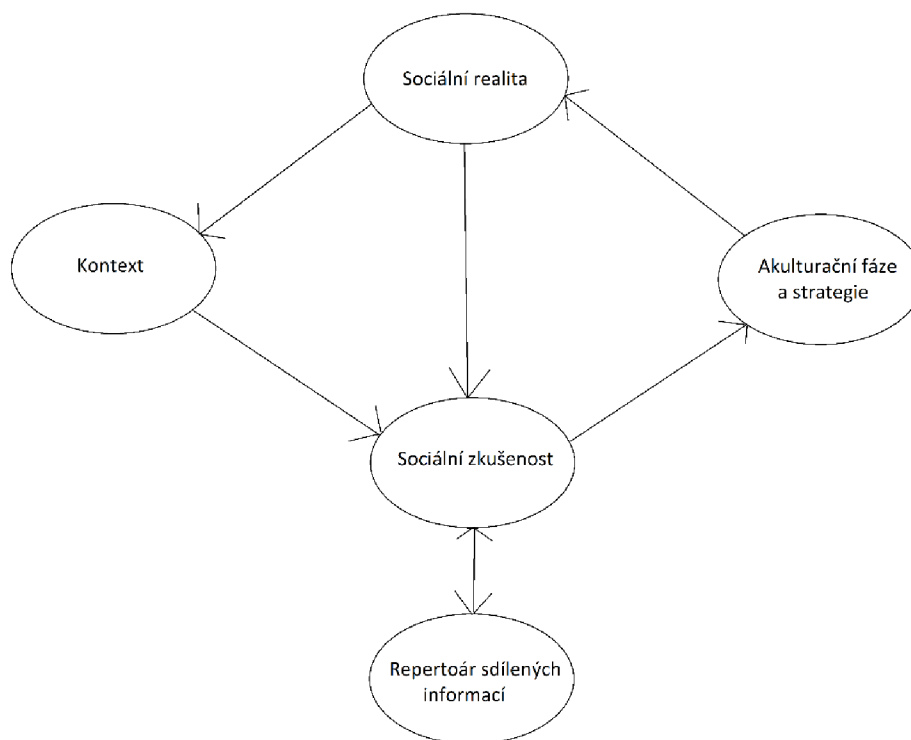 Sociální realita
Kontext
Akulturační fáze
a strategie
Sociální zkušenost
Repertoár sdílených
informací